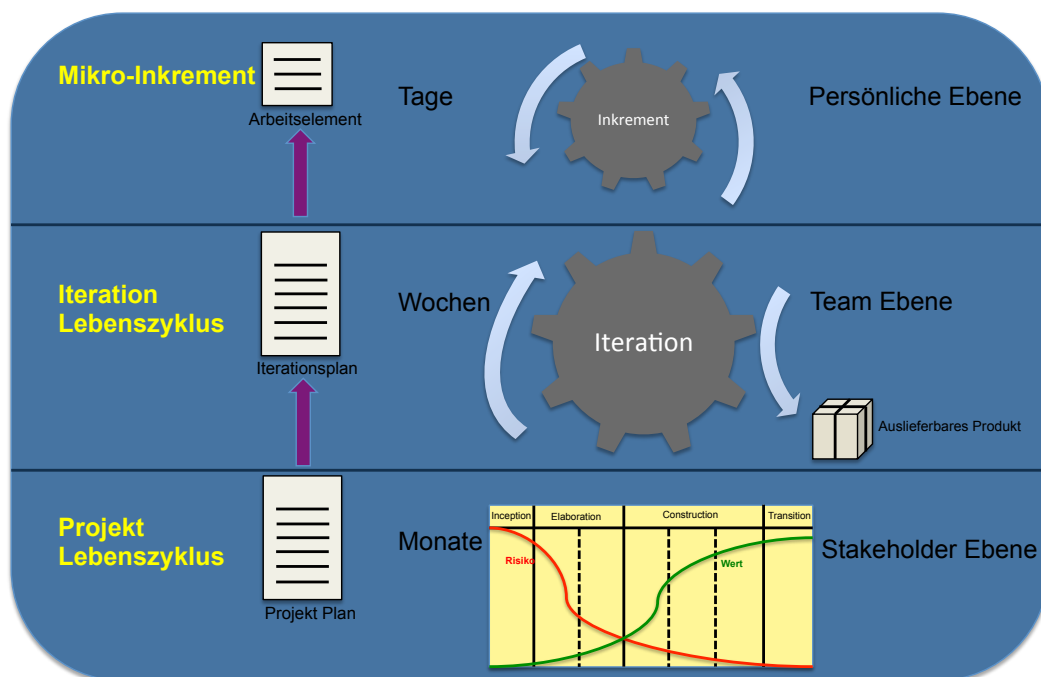 Mikro-Inkrement
Arbeitselement
Tage
Inkrement
Persönliche Ebene
Iteration
Lebenszyklus
Iterationsplan
Wochen
Iteration
Team Ebene
Auslieferbares Produkt
Projekt
Lebenszyklus
Projekt Plan
Monate
Inception
Elaboration
Construction
Transition
Risiko
Wert
Stakeholder Ebene